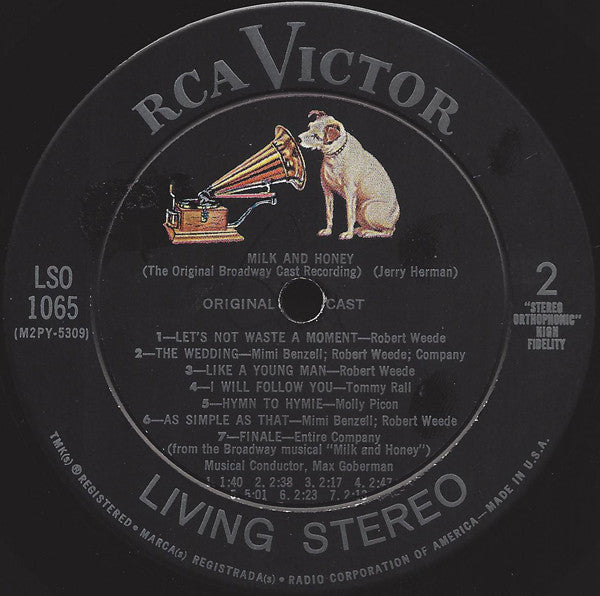 RCA VICTOR
MILK AND HONEY
(The Original Broadway Cast Recording) (Jerry Herman)
LSO
1065
(M2PY-5309)
2
"STEREO
ORTHOPHONIC"
HIGH
FIDELITY
ORIGINAL CAST
1—LET'S NOT WASTE A MOMENT—Robert Weede
2—THE WEDDING—Mimi Benzell; Robert Weede; Company
3—LIKE A YOUNG MAN—Robert Weede
4—I WILL FOLLOW YOU—Tommy Rall
5—HYMN TO HYMIE—Molly Picon
6—AS SIMPLE AS THAT—Mimi Benzell; Robert Weede
7—FINALE—Entire Company
(from the Broadway musical "Milk and Honey")
Musical Conductor, Max Goberman
1. 1:40 2. 2:38 3. 2:17 4. 2:47
5:01 6. 2:23 7.
LIVING STEREO
TMK(s) ® REGISTERED • MARCA(s) REGISTRADA(s) • RADIO CORPORATION OF AMERICA—MADE IN U.S.A.